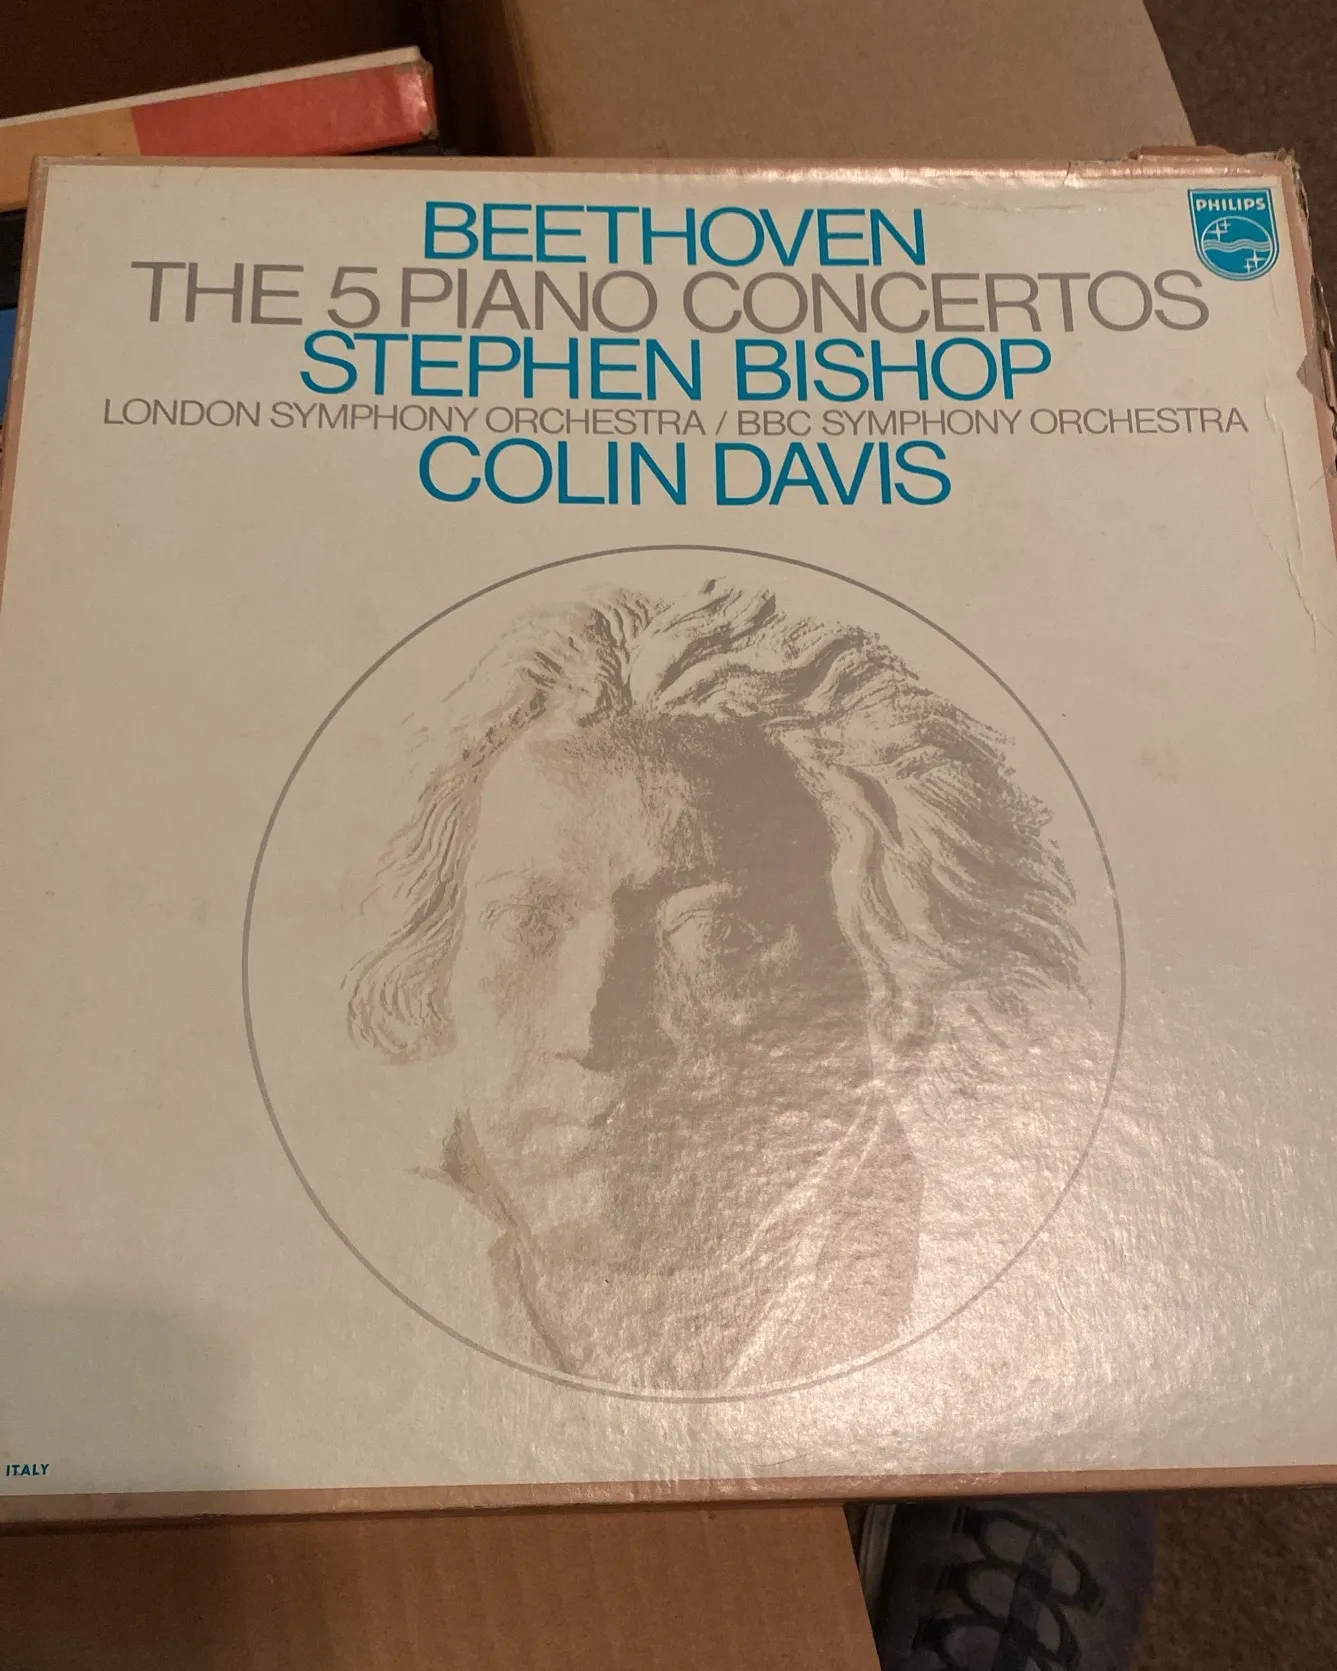 PHILIPS
BEETHOVEN
THE 5 PIANO CONCERTOS
STEPHEN BISHOP
LONDON SYMPHONY ORCHESTRA / BBC SYMPHONY ORCHESTRA
COLIN DAVIS
ITALY